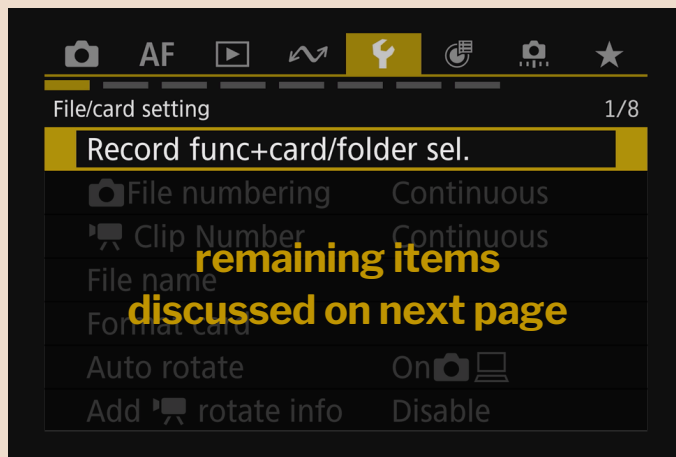 AF
File/card setting 1/8
Record func+card/folder sel.
File numbering Continuous
Clip Number Continuous
remaining items
File name
discussed on next page
Format card
Auto rotate On
Add rotate info Disable